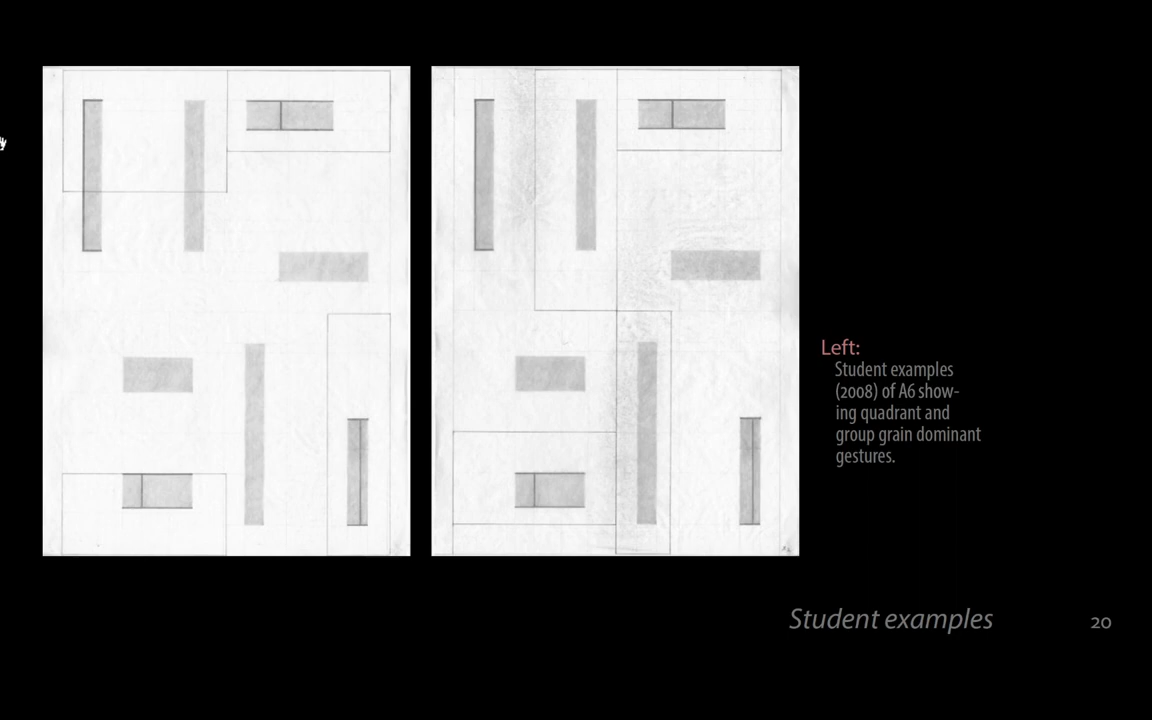 Left:
Student examples
(2008) of A6 show-
ing quadrant and
group grain dominant
gestures.
Student examples
20